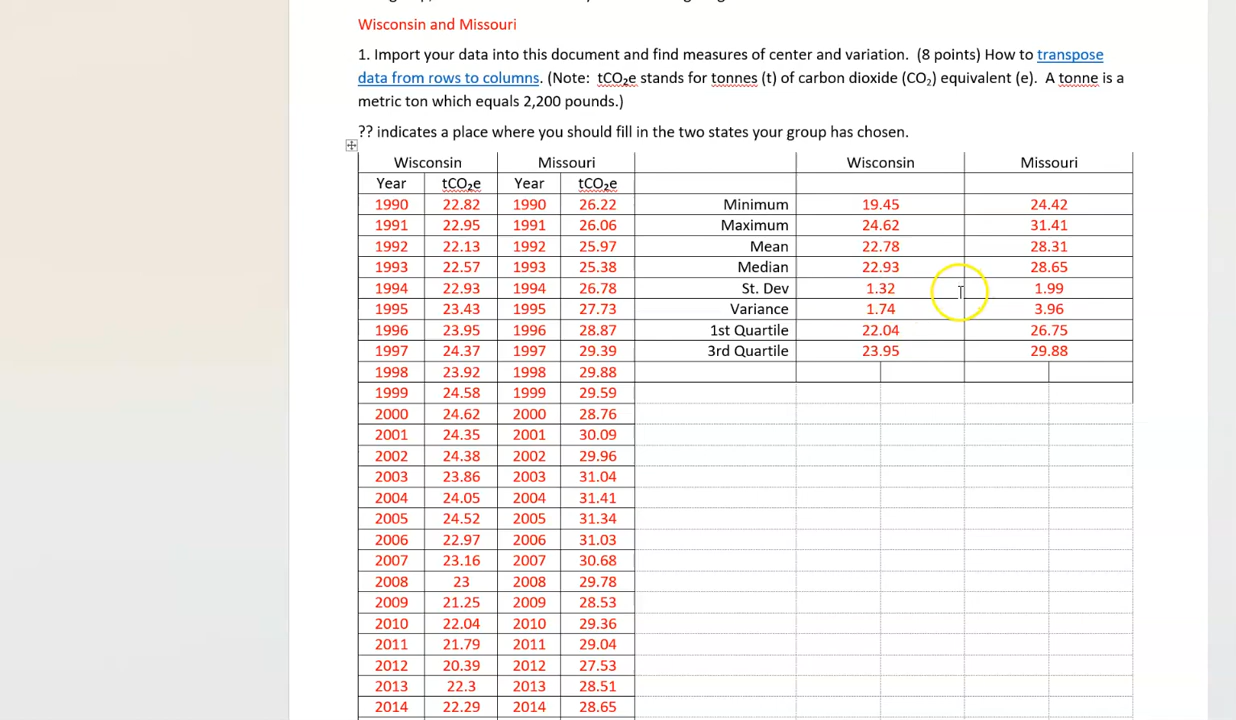 Wisconsin and Missouri
1. Import your data into this document and find measures of center and variation. (8 points) How to transpose
data from rows to columns. (Note: tCO₂e stands for tonnes (t) of carbon dioxide (CO₂) equivalent (e). A tonne is a
metric ton which equals 2,200 pounds.)
?? indicates a place where you should fill in the two states your group has chosen.
Wisconsin Missouri Wisconsin Missouri
Year tCO₂e Year tCO₂e
1990 22.82 1990 26.22 Minimum 19.45 24.42
1991 22.95 1991 26.06 Maximum 24.62 31.41
1992 22.13 1992 25.97 Mean 22.78 28.31
1993 22.57 1993 25.38 Median 22.93 28.65
1994 22.93 1994 26.78 St. Dev 1.32 1.99
1995 23.43 1995 27.73 Variance 1.74 3.96
1996 23.95 1996 28.87 1st Quartile 22.04 26.75
1997 24.37 1997 29.39 3rd Quartile 23.95 29.88
1998 23.92 1998 29.88
1999 24.58 1999 29.59
2000 24.62 2000 28.76
2001 24.35 2001 30.09
2002 24.38 2002 29.96
2003 23.86 2003 31.04
2004 24.05 2004 31.41
2005 24.52 2005 31.34
2006 22.97 2006 31.03
2007 23.16 2007 30.68
2008 23 2008 29.78
2009 21.25 2009 28.53
2010 22.04 2010 29.36
2011 21.79 2011 29.04
2012 20.39 2012 27.53
2013 22.3 2013 28.51
2014 22.29 2014 28.65